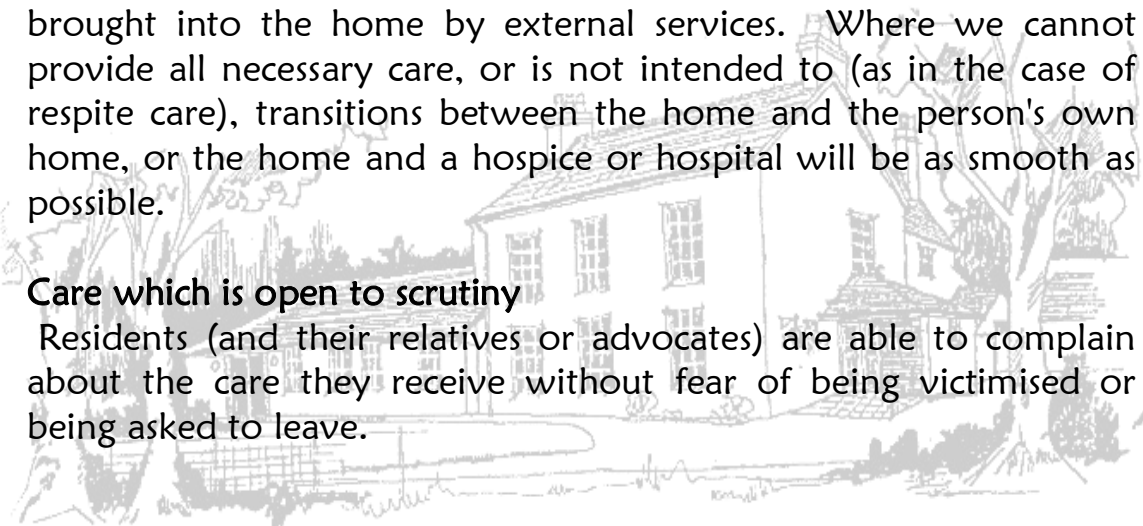 brought into the home by external services. Where we cannot
provide all necessary care, or is not intended to (as in the case of
respite care), transitions between the home and the person's own
home, or the home and a hospice or hospital will be as smooth as
possible.
Care which is open to scrutiny
Residents (and their relatives or advocates) are able to complain
about the care they receive without fear of being victimised or
being asked to leave.